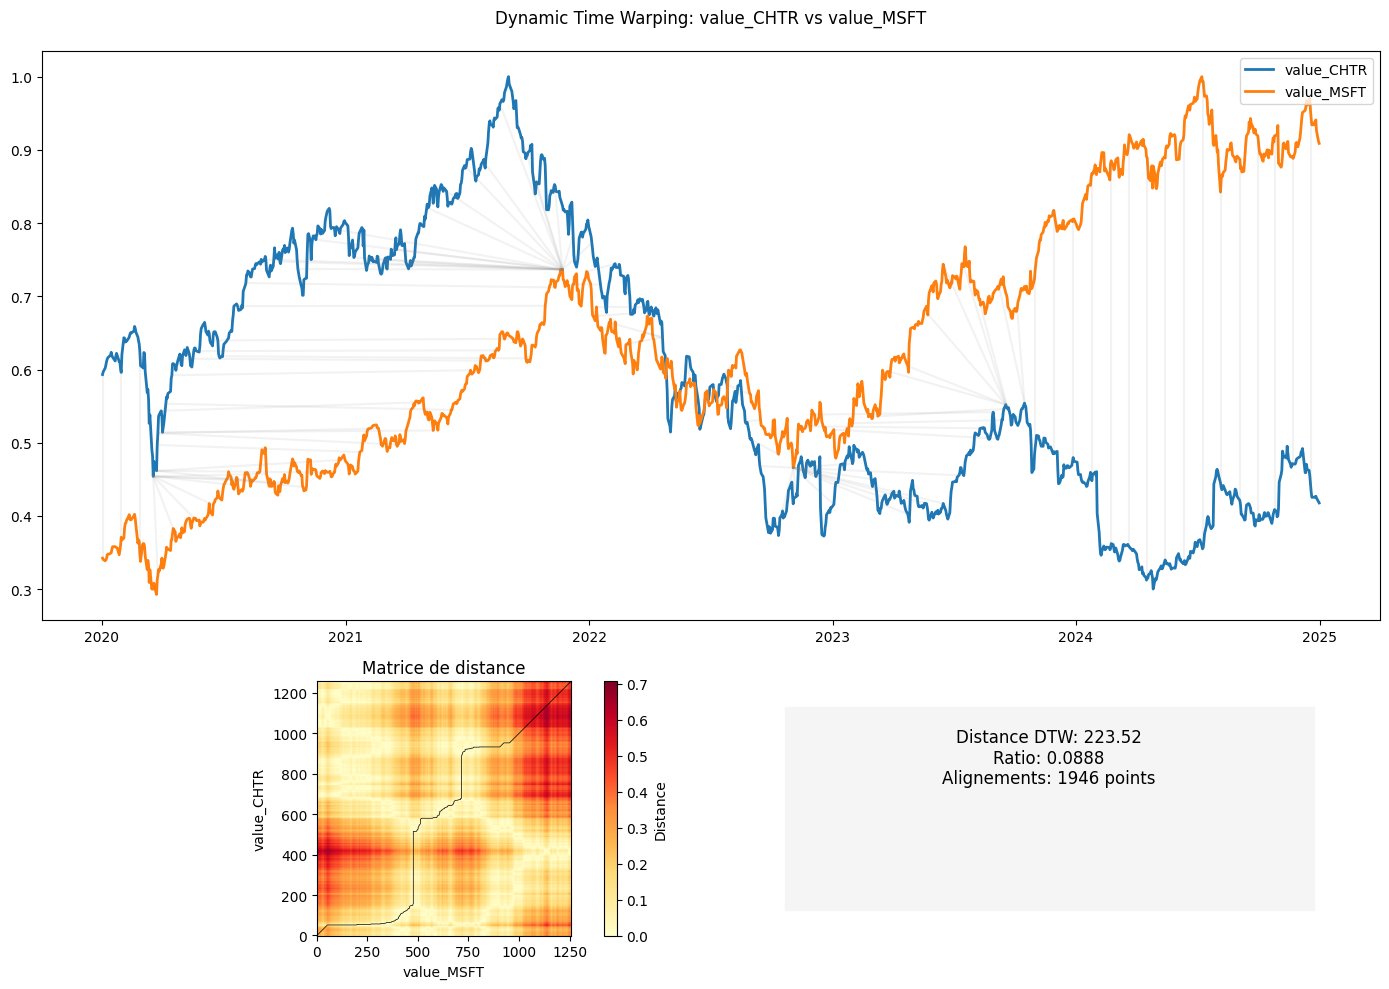 Dynamic Time Warping: value_CHTR vs value_MSFT
value_CHTR
value_MSFT
1.0
0.9
0.8
0.7
0.6
0.5
0.4
0.3
2020 2021 2022 2023 2024 2025
Matrice de distance
value_CHTR
1200
1000
800
600
400
200
0
0 250 500 750 1000 1250
value_MSFT
0.7
0.6
0.5
0.4
0.3
0.2
0.1
0.0
Distance
Distance DTW: 223.52
Ratio: 0.0888
Alignements: 1946 points